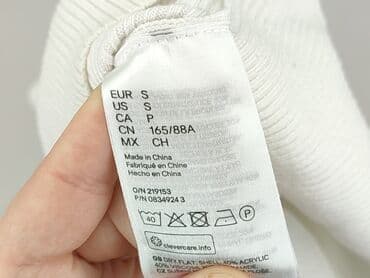 EUR S
US S
CA P
CN 165/88A
MX CH
Made in China
Fabriqué en Chine
Hecho en China
O/N 219153
P/N 0834924 3
40
P
clevercare.info
GB DRY FLAT; SHELL: 60% ACRYLIC
40% VISCOSE